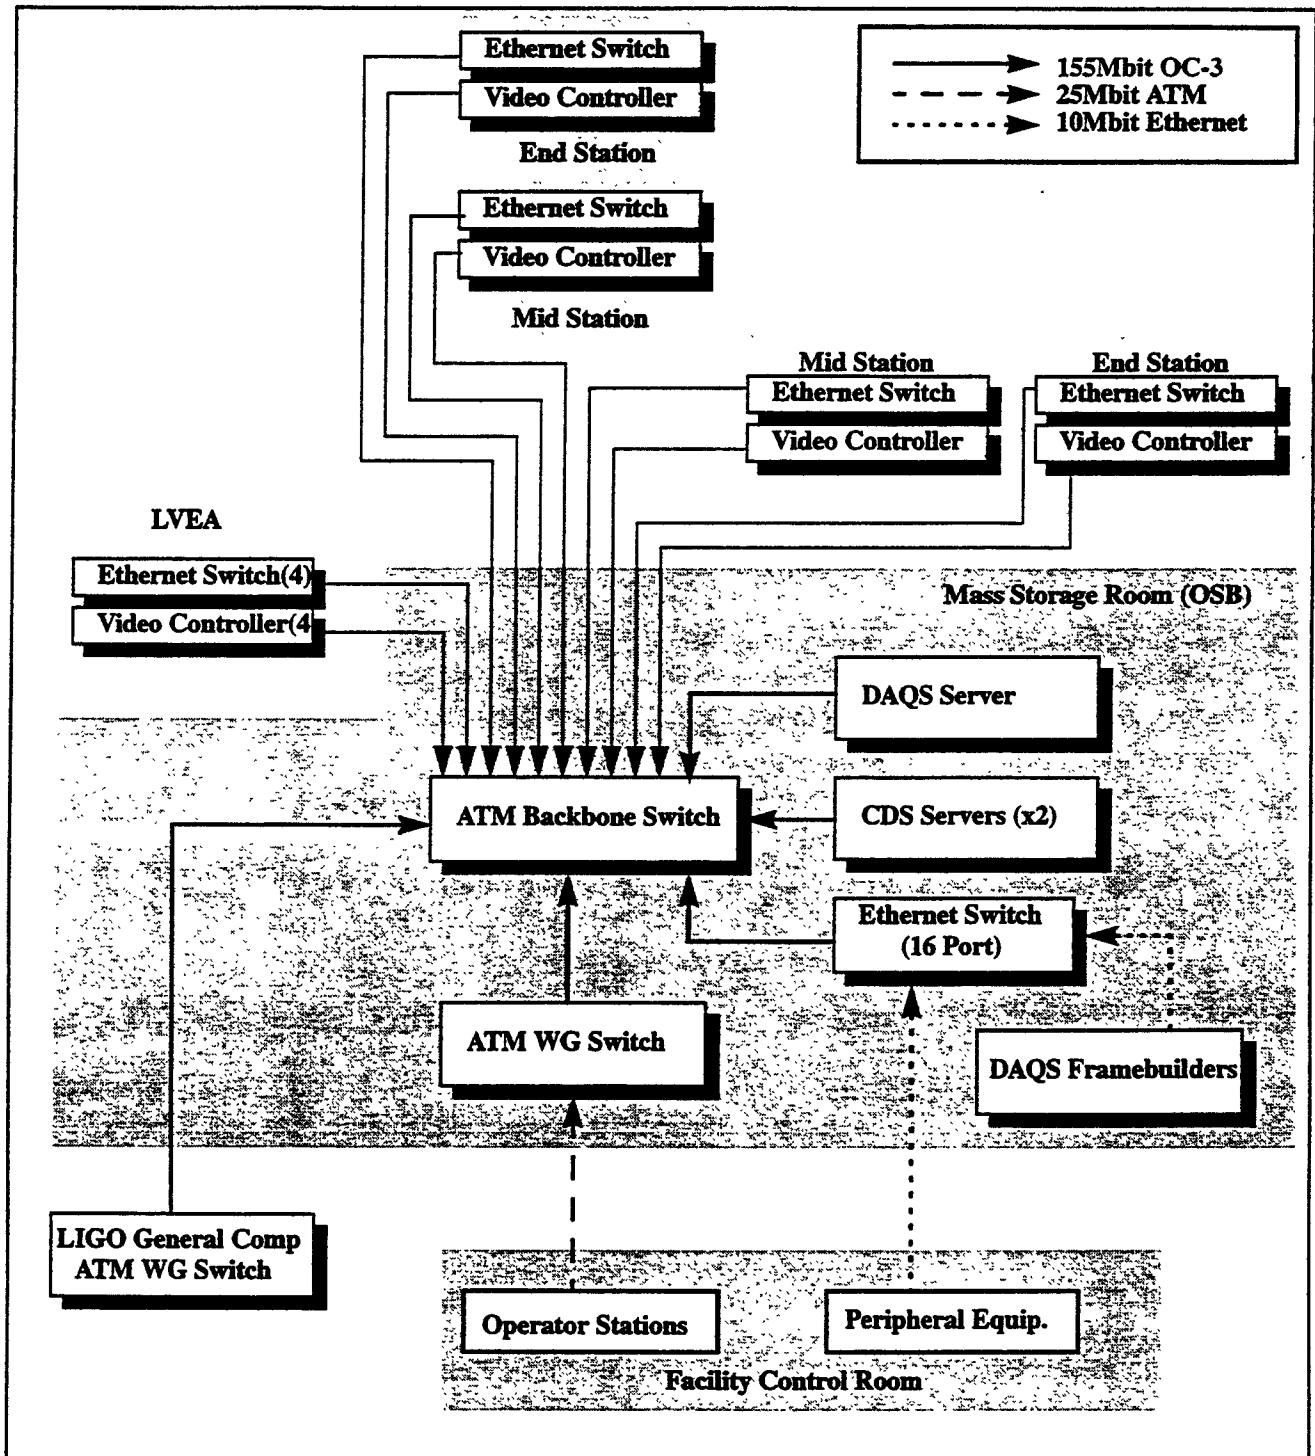 Ethernet Switch
Video Controller
End Station
155Mbit OC-3
25Mbit ATM
10Mbit Ethernet
Ethernet Switch
Video Controller
Mid Station
Mid Station
Ethernet Switch
Video Controller
End Station
Ethernet Switch
Video Controller
LVEA
Ethernet Switch(4)
Video Controller(4
Mass Storage Room (OSB)
DAQS Server
ATM Backbone Switch
CDS Servers (x2)
Ethernet Switch
(16 Port)
ATM WG Switch
DAQS Framebuilders
LIGO General Comp
ATM WG Switch
Operator Stations
Peripheral Equip.
Facility Control Room